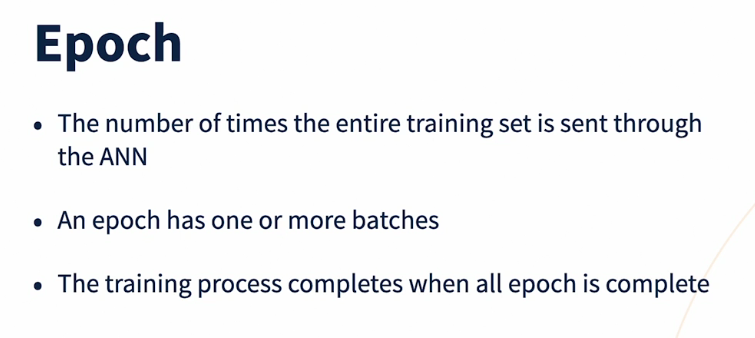 Epoch
• The number of times the entire training set is sent through
the ANN
• An epoch has one or more batches
• The training process completes when all epoch is complete